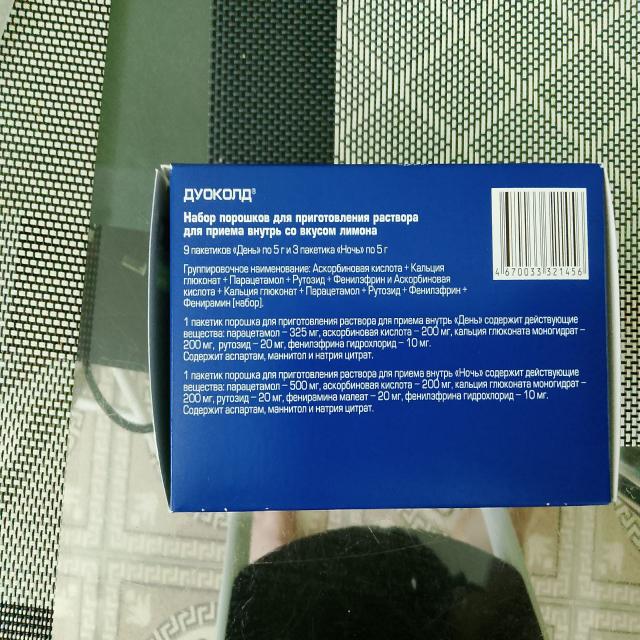 ДУОКОЛД®
Набор порошков для приготовления раствора
для приема внутрь со вкусом лимона
9 пакетиков «День» по 5 г и 3 пакетика «Ночь» по 5 г
Группировочное наименование: Аскорбиновая кислота + Кальция
глюконат + Парацетамол + Рутозид + Фенилэфрин и Аскорбиновая
кислота + Кальция глюконат + Парацетамол + Рутозид + Фенилэфрин +
Фенирамин [набор].
1 пакетик порошка для приготовления раствора для приема внутрь «День» содержит действующие
вещества: парацетамол – 325 мг, аскорбиновая кислота – 200 мг, кальция глюконата моногидрат –
200 мг, рутозид – 20 мг, фенилэфрина гидрохлорид – 10 мг.
Содержит аспартам, маннитол и натрия цитрат.
1 пакетик порошка для приготовления раствора для приема внутрь «Ночь» содержит действующие
вещества: парацетамол – 500 мг, аскорбиновая кислота – 200 мг, кальция глюконата моногидрат –
200 мг, рутозид – 20 мг, фенирамина малеат – 20 мг, фенилэфрина гидрохлорид – 10 мг.
Содержит аспартам, маннитол и натрия цитрат.
4 670033 321456